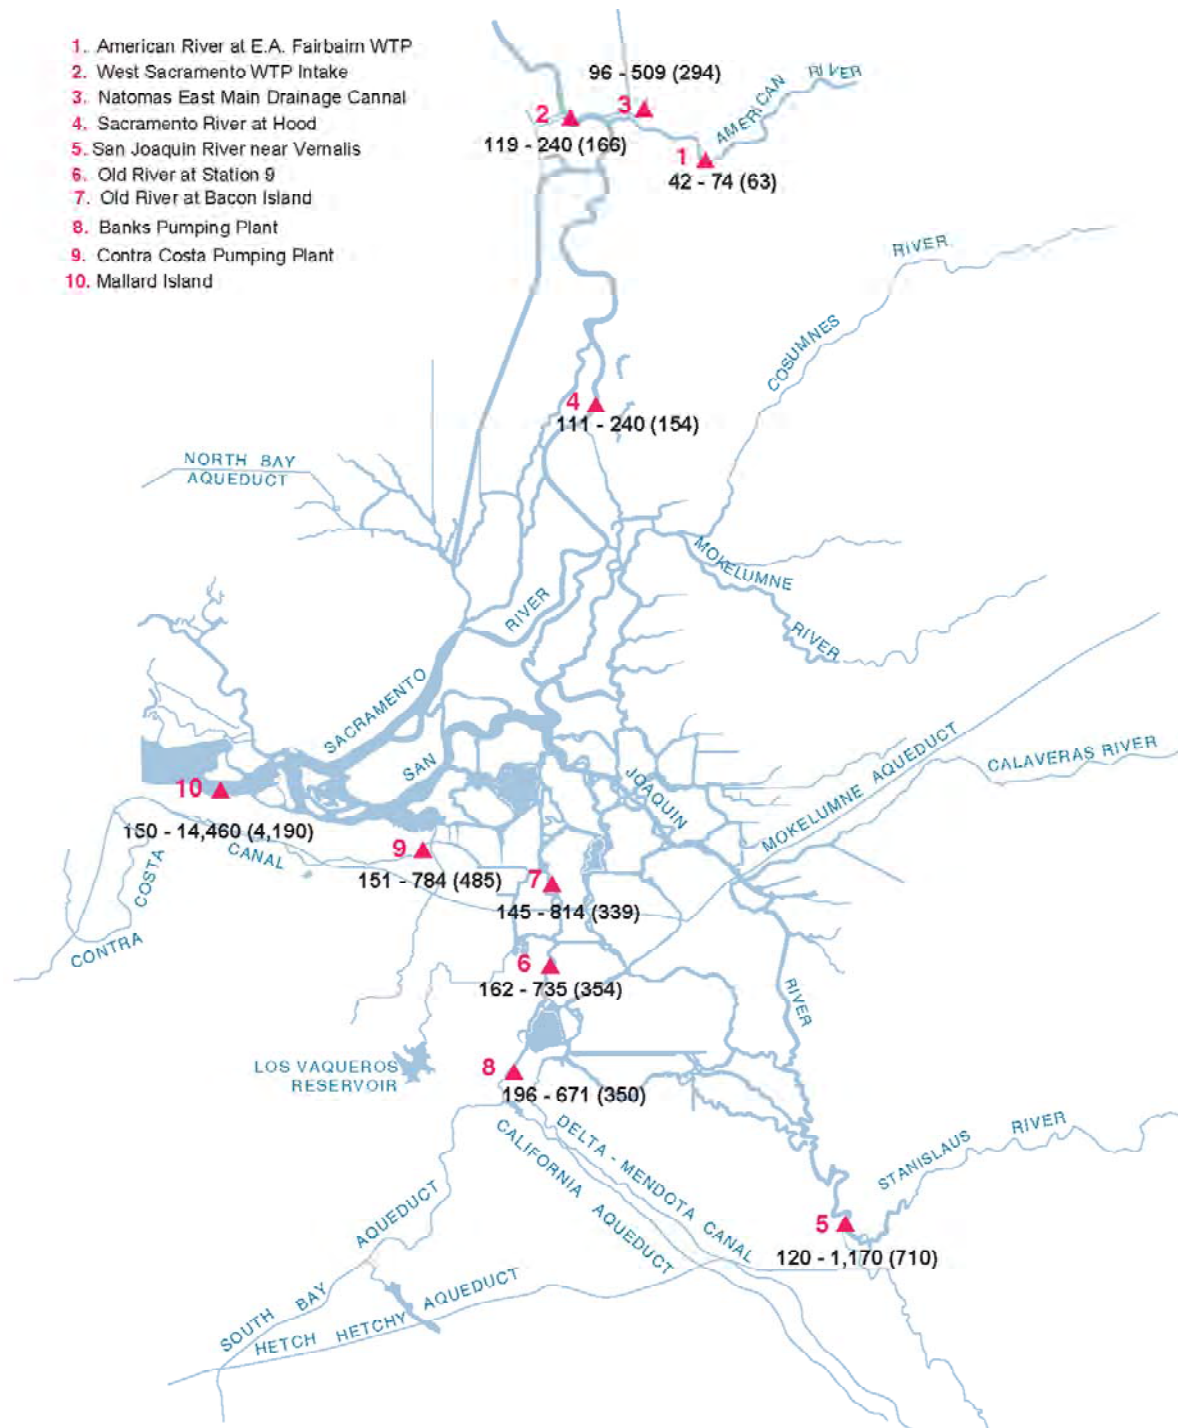 1. American River at E.A. Fairbairn WTP
2. West Sacramento WTP Intake
3. Natomas East Main Drainage Cannal
4. Sacramento River at Hood
5. San Joaquin River near Vernalis
6. Old River at Station 9
7. Old River at Bacon Island
8. Banks Pumping Plant
9. Contra Costa Pumping Plant
10. Mallard Island
96 - 509 (294)
AMERICAN RIVER
2
3
119 - 240 (166)
1
42 - 74 (63)
COSUMNES RIVER
4
111 - 240 (154)
NORTH BAY
AQUEDUCT
MOKELUMNE RIVER
SACRAMENTO RIVER
SAN JOAQUIN RIVER
MOKELUMNE AQUEDUCT
CALAVERAS RIVER
10
150 - 14,460 (4,190)
CONTRA COSTA CANAL
9
151 - 784 (485)
7
145 - 814 (339)
6
162 - 735 (354)
LOS VAQUEROS
RESERVOIR
8
196 - 671 (350)
DELTA - MENDOTA CANAL
CALIFORNIA AQUEDUCT
STANISLAUS RIVER
5
120 - 1,170 (710)
SOUTH BAY AQUEDUCT
HETCH HETCHY AQUEDUCT